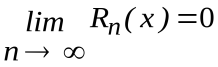 lim R_n(x)=0
n→ ∞